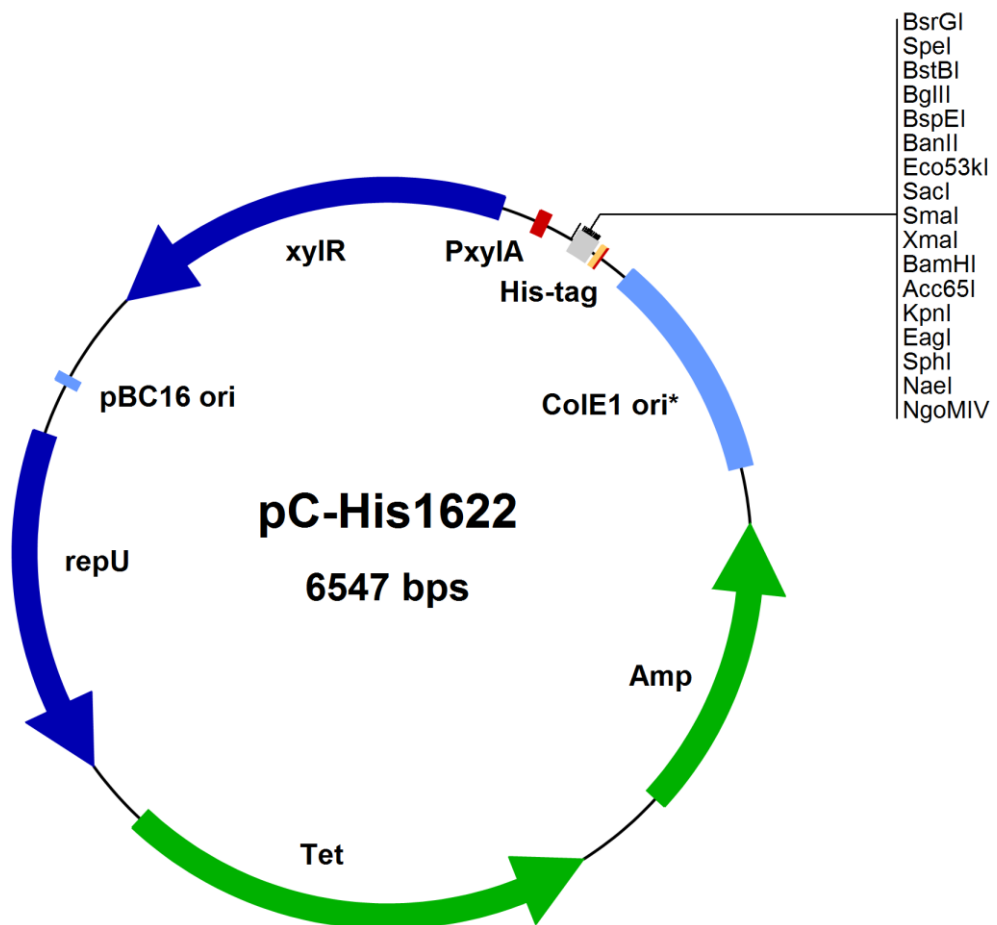 BsrGI
SpeI
BstBI
BglII
BspEI
BanII
Eco53kI
SacI
SmaI
XmaI
BamHI
Acc65I
KpnI
EagI
SphI
NaeI
NgoMIV
xylR
PxylA
His-tag
pBC16 ori
ColE1 ori*
pC-His1622
6547 bps
repU
Amp
Tet